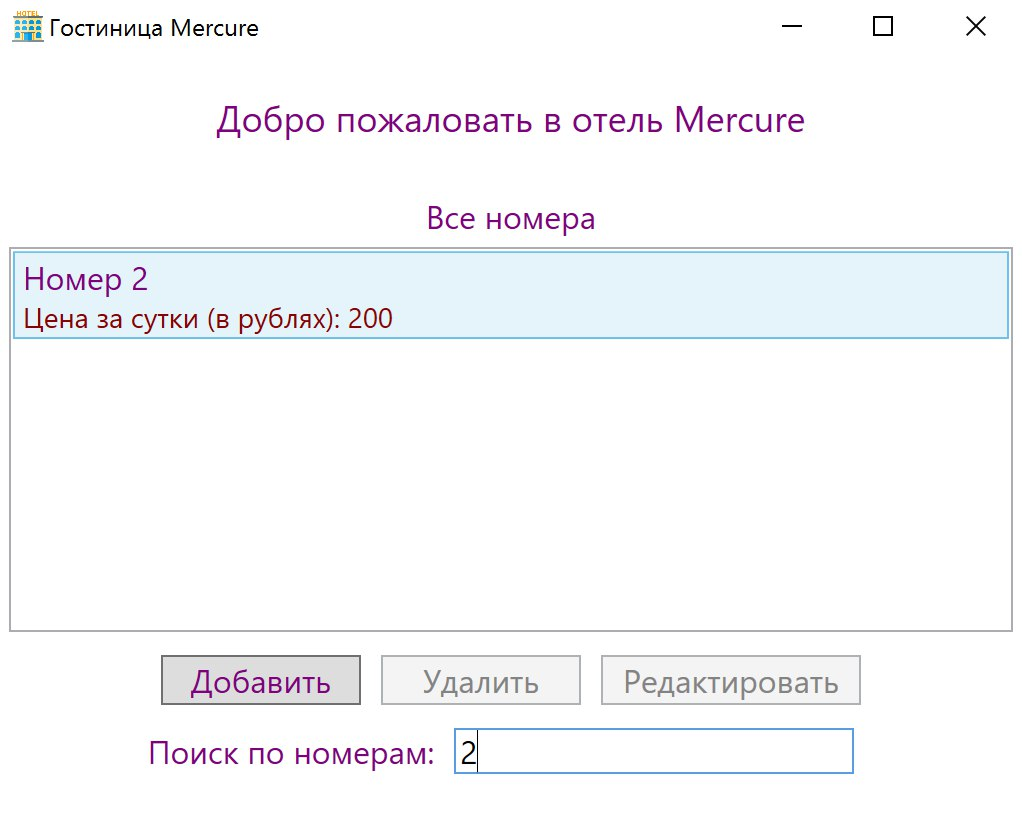 HOTEL
Гостиница Mercure
Добро пожаловать в отель Mercure
Все номера
Номер 2
Цена за сутки (в рублях): 200
Добавить
Удалить
Редактировать
Поиск по номерам: 2